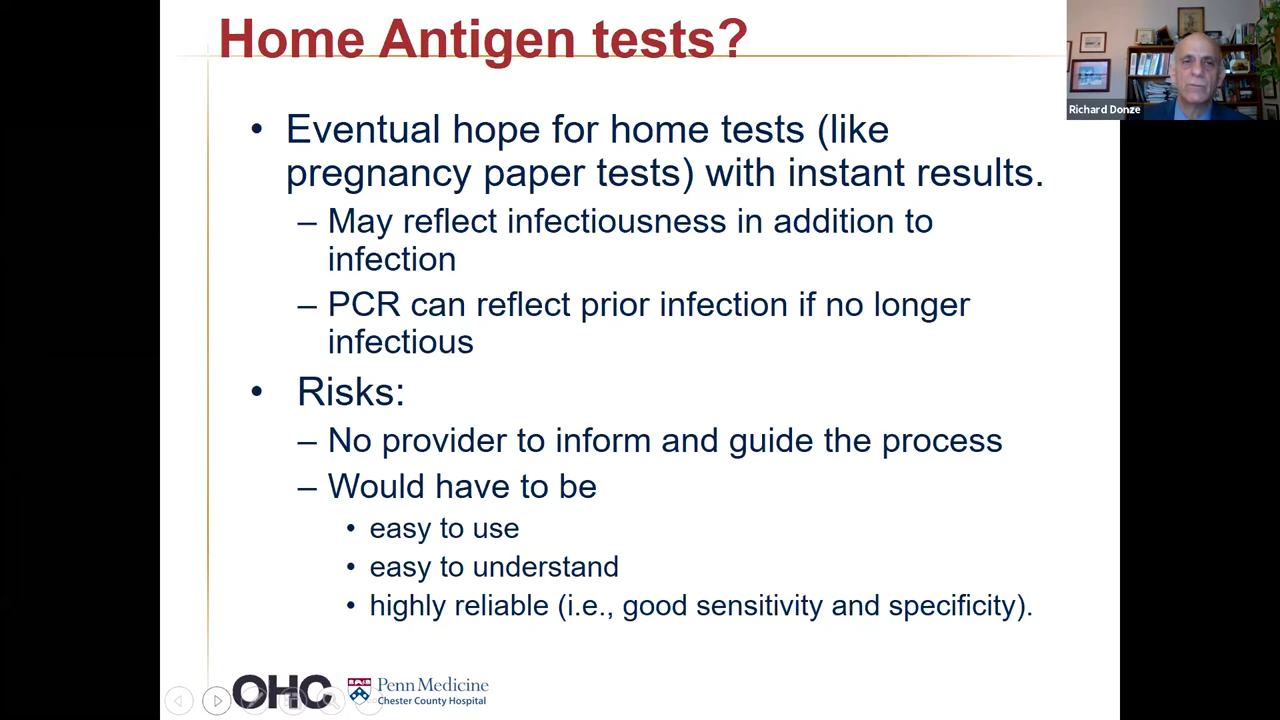 Home Antigen tests?
Richard Donze
• Eventual hope for home tests (like
pregnancy paper tests) with instant results.
– May reflect infectiousness in addition to
infection
– PCR can reflect prior infection if no longer
infectious
• Risks:
– No provider to inform and guide the process
– Would have to be
• easy to use
• easy to understand
• highly reliable (i.e., good sensitivity and specificity).
OHC
Penn Medicine
Chester County Hospital